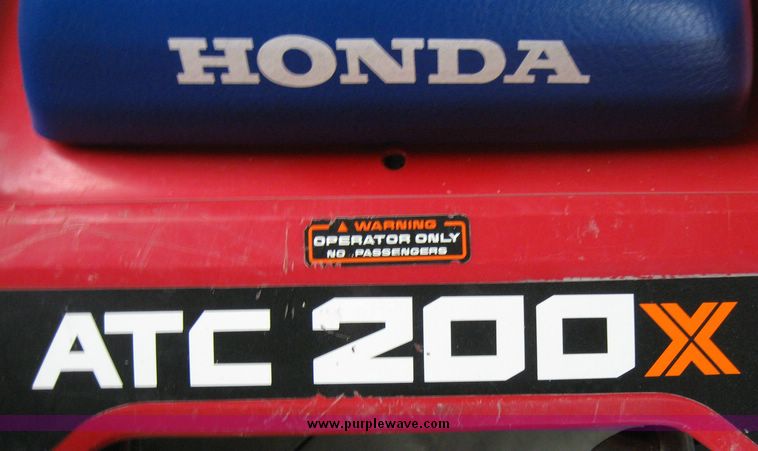 HONDA
WARNING
OPERATOR ONLY
NO PASSENGERS
ATC 200X
www.purplewave.com